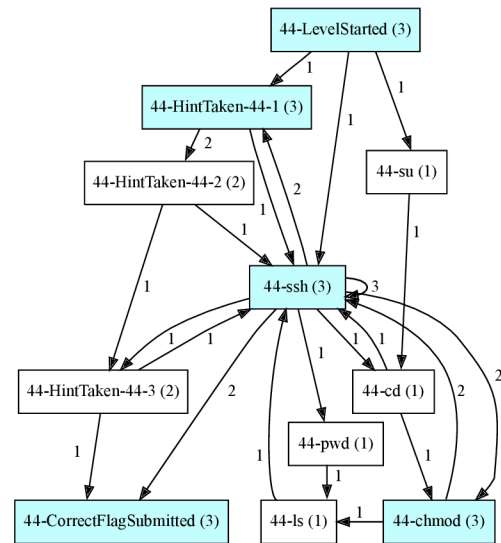 44-LevelStarted (3)
1
1
1
44-HintTaken-44-1 (3)
2
1
2
44-HintTaken-44-2 (2)
44-su (1)
1
1
1
44-ssh (3)
3
1
1
2
1
1
1
1
2
2
44-HintTaken-44-3 (2)
44-cd (1)
44-pwd (1)
1
1
1
1
44-CorrectFlagSubmitted (3)
44-ls (1)
1
44-chmod (3)